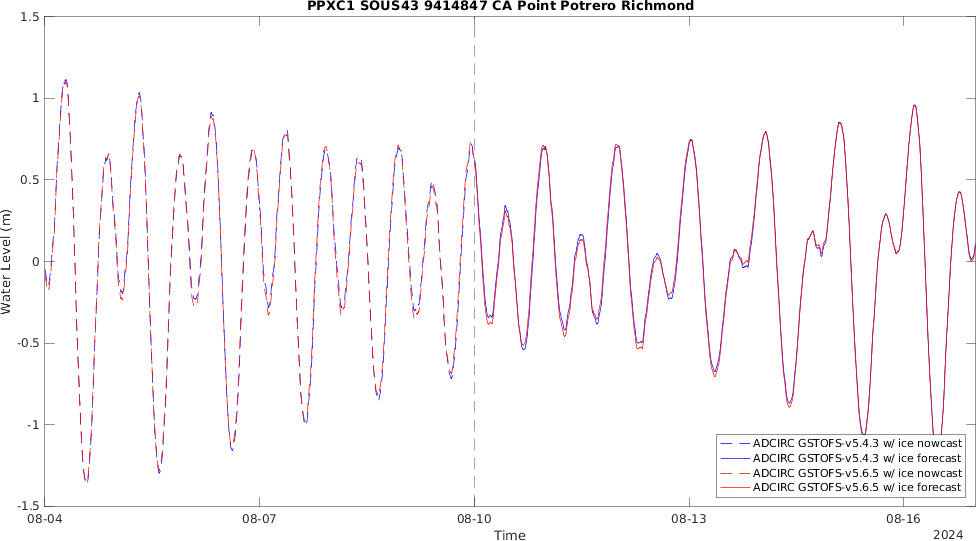 PPXC1 SOUS43 9414847 CA Point Potrero Richmond
1.5
1
0.5
0
-0.5
-1
-1.5
Water Level (m)
08-04
08-07
08-10
08-13
08-16
Time
2024
ADCIRC GSTOFS-v5.4.3 w/ ice nowcast
ADCIRC GSTOFS-v5.4.3 w/ ice forecast
ADCIRC GSTOFS-v5.6.5 w/ ice nowcast
ADCIRC GSTOFS-v5.6.5 w/ ice forecast